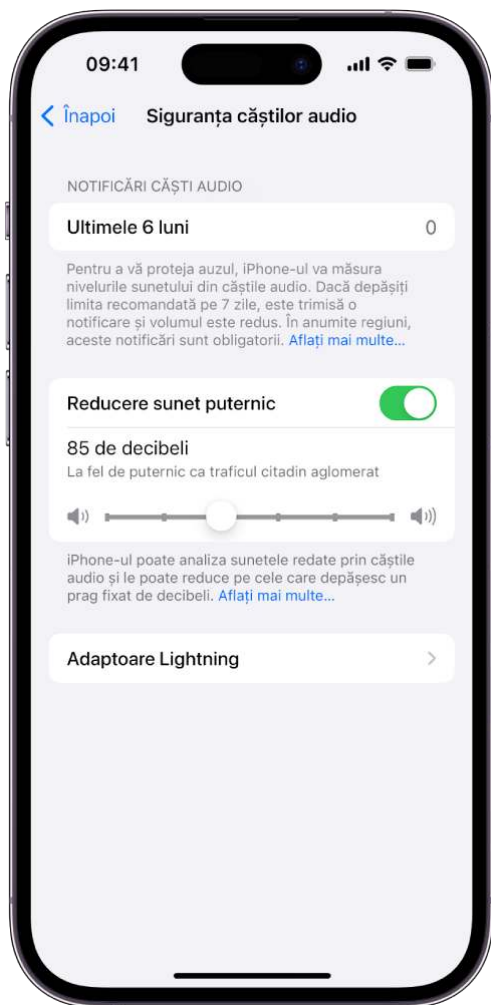 09:41
Înapoi
Siguranța căștilor audio
NOTIFICĂRI CĂȘTI AUDIO
Ultimele 6 luni 0
Pentru a vă proteja auzul, iPhone-ul va măsura
nivelurile sunetului din căștile audio. Dacă depășiți
limita recomandată pe 7 zile, este trimisă o
notificare și volumul este redus. În anumite regiuni,
aceste notificări sunt obligatorii. Aflați mai multe...
Reducere sunet puternic
85 de decibeli
La fel de puternic ca traficul citadin aglomerat
iPhone-ul poate analiza sunetele redate prin căștile
audio și le poate reduce pe cele care depășesc un
prag fixat de decibeli. Aflați mai multe...
Adaptoare Lightning